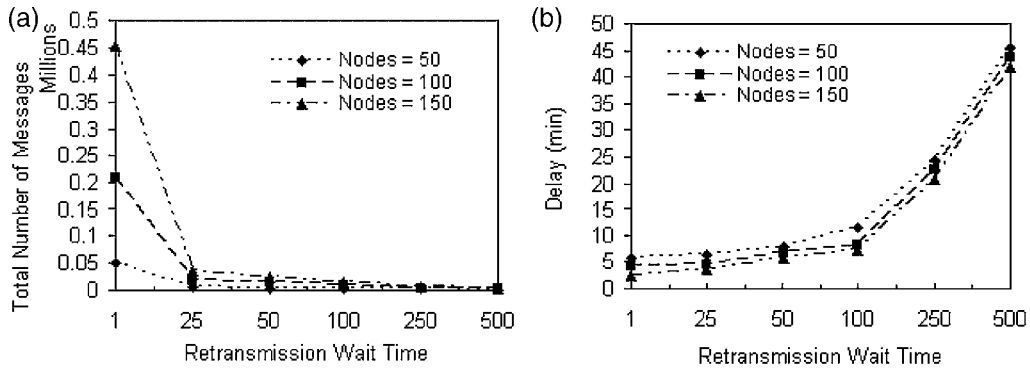 (a)
Total Number of Messages
Millions
0.5
0.45
0.4
0.35
0.3
0.25
0.2
0.15
0.1
0.05
0
Nodes = 50
Nodes = 100
Nodes = 150
1 25 50 100 250 500
Retransmission Wait Time
(b)
Delay (min)
50
45
40
35
30
25
20
15
10
5
0
Nodes = 50
Nodes = 100
Nodes = 150
1 25 50 100 250 500
Retransmission Wait Time